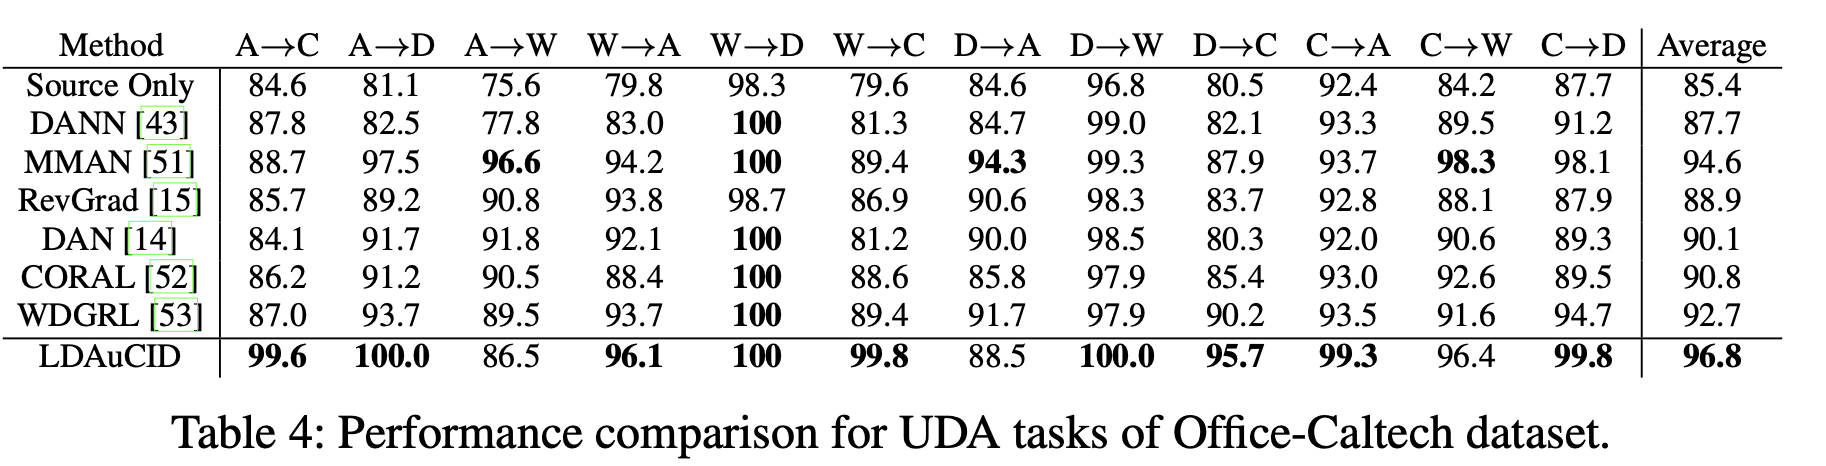 Method A→C A→D A→W W→A W→D W→C D→A D→W D→C C→A C→W C→D Average
Source Only 84.6 81.1 75.6 79.8 98.3 79.6 84.6 96.8 80.5 92.4 84.2 87.7 85.4
DANN [43] 87.8 82.5 77.8 83.0 100 81.3 84.7 99.0 82.1 93.3 89.5 91.2 87.7
MMAN [51] 88.7 97.5 96.6 94.2 100 89.4 94.3 99.3 87.9 93.7 98.3 98.1 94.6
RevGrad [15] 85.7 89.2 90.8 93.8 98.7 86.9 90.6 98.3 83.7 92.8 88.1 87.9 88.9
DAN [14] 84.1 91.7 91.8 92.1 100 81.2 90.0 98.5 80.3 92.0 90.6 89.3 90.1
CORAL [52] 86.2 91.2 90.5 88.4 100 88.6 85.8 97.9 85.4 93.0 92.6 89.5 90.8
WDGRL [53] 87.0 93.7 89.5 93.7 100 89.4 91.7 97.9 90.2 93.5 91.6 94.7 92.7
LDAuCID 99.6 100.0 86.5 96.1 100 99.8 88.5 100.0 95.7 99.3 96.4 99.8 96.8
Table 4: Performance comparison for UDA tasks of Office-Caltech dataset.